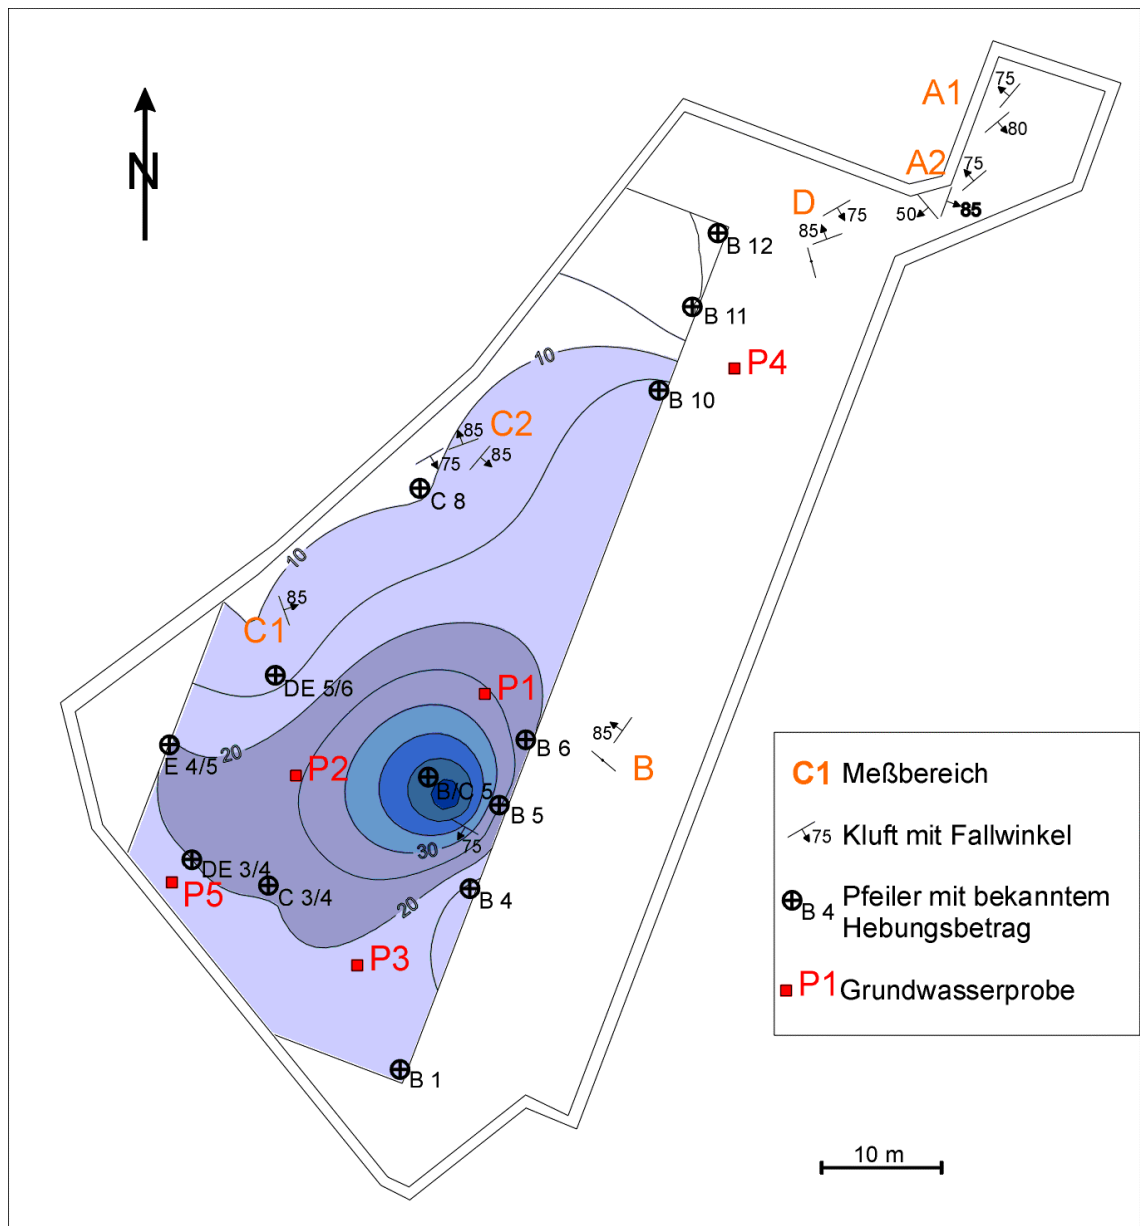 A1
75
80
N
A2
75
D
75
50
85
85
B 12
B 11
10
P4
B 10
C2
85
85
75
C 8
10
85
C1
DE 5/6
P1
20
E 4/5
B 6
85
B
P2
B/C 5
B 5
75
30
DE 3/4
P5
C 3/4
B 4
20
P3
B 1
C1 Meßbereich
75 Kluft mit Fallwinkel
B 4 Pfeiler mit bekanntem
Hebungsbetrag
P1 Grundwasserprobe
10 m